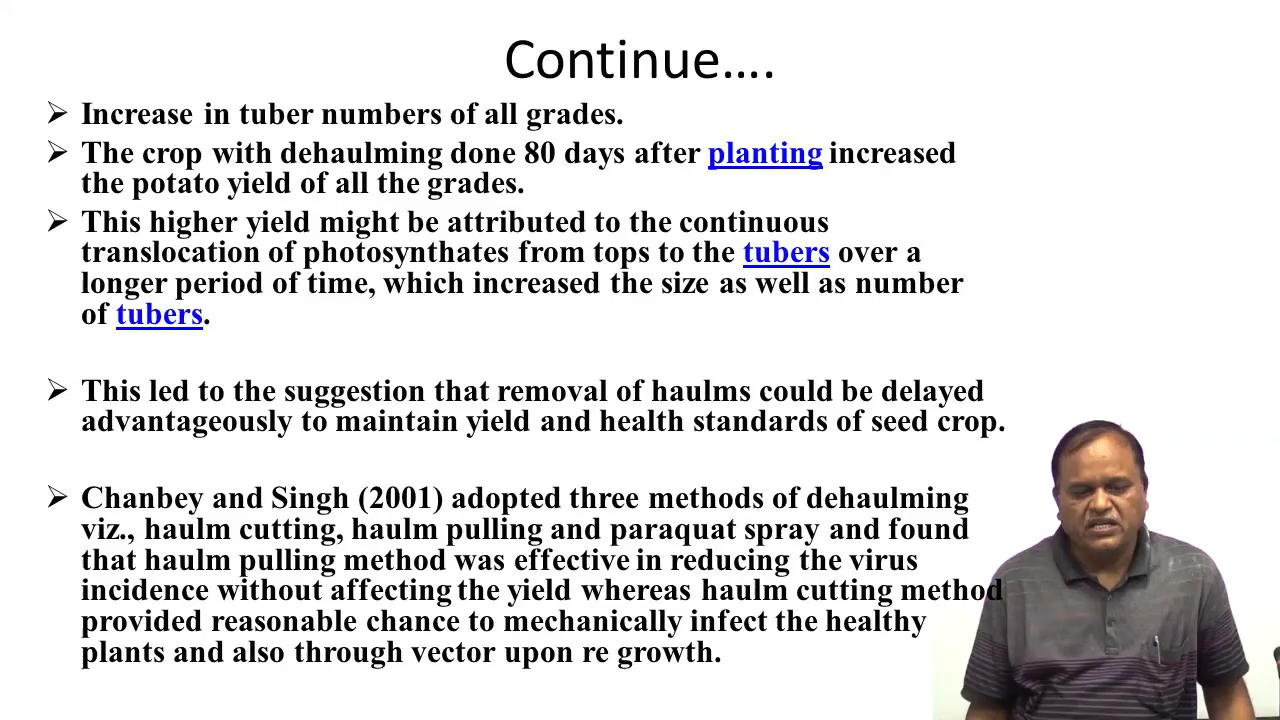 Continue….
➢ Increase in tuber numbers of all grades.
➢ The crop with dehaulming done 80 days after planting increased
the potato yield of all the grades.
➢ This higher yield might be attributed to the continuous
translocation of photosynthates from tops to the tubers over a
longer period of time, which increased the size as well as number
of tubers.
➢ This led to the suggestion that removal of haulms could be delayed
advantageously to maintain yield and health standards of seed crop.
➢ Chanbey and Singh (2001) adopted three methods of dehaulming
viz., haulm cutting, haulm pulling and paraquat spray and found
that haulm pulling method was effective in reducing the virus
incidence without affecting the yield whereas haulm cutting method
provided reasonable chance to mechanically infect the healthy
plants and also through vector upon re growth.